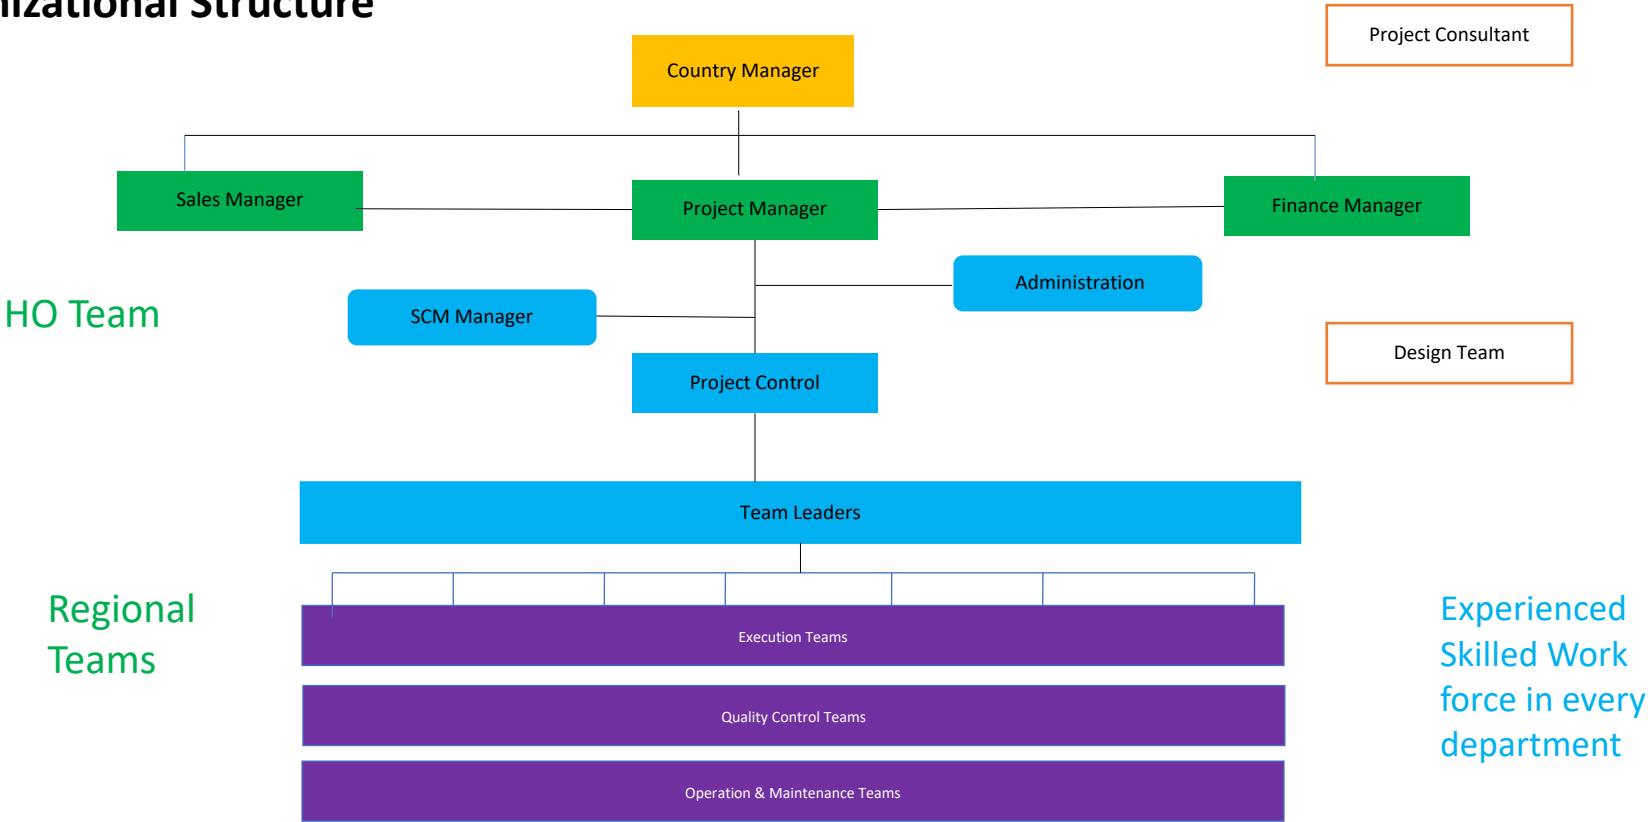 nizational Structure
Project Consultant
Country Manager
Sales Manager
Project Manager
Finance Manager
Administration
HO Team
SCM Manager
Design Team
Project Control
Team Leaders
Regional
Teams
Execution Teams
Quality Control Teams
Operation & Maintenance Teams
Experienced
Skilled Work
force in every
department